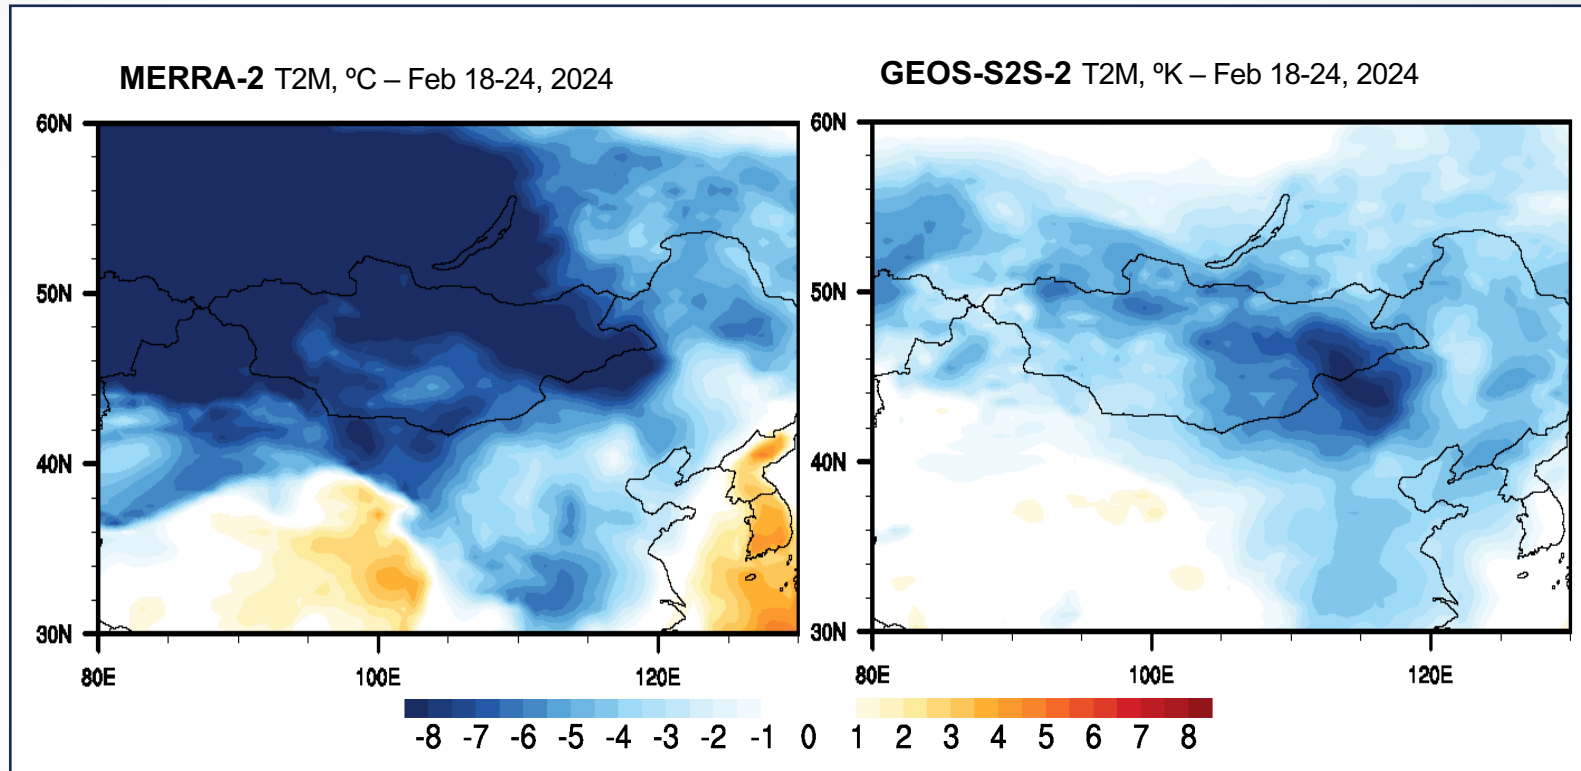 MERRA-2 T2M, ºC – Feb 18-24, 2024
GEOS-S2S-2 T2M, ºK – Feb 18-24, 2024
60N
50N
40N
30N
80E
100E
120E
60N
50N
40N
30N
80E
100E
120E
-8 -7 -6 -5 -4 -3 -2 -1 0 1 2 3 4 5 6 7 8